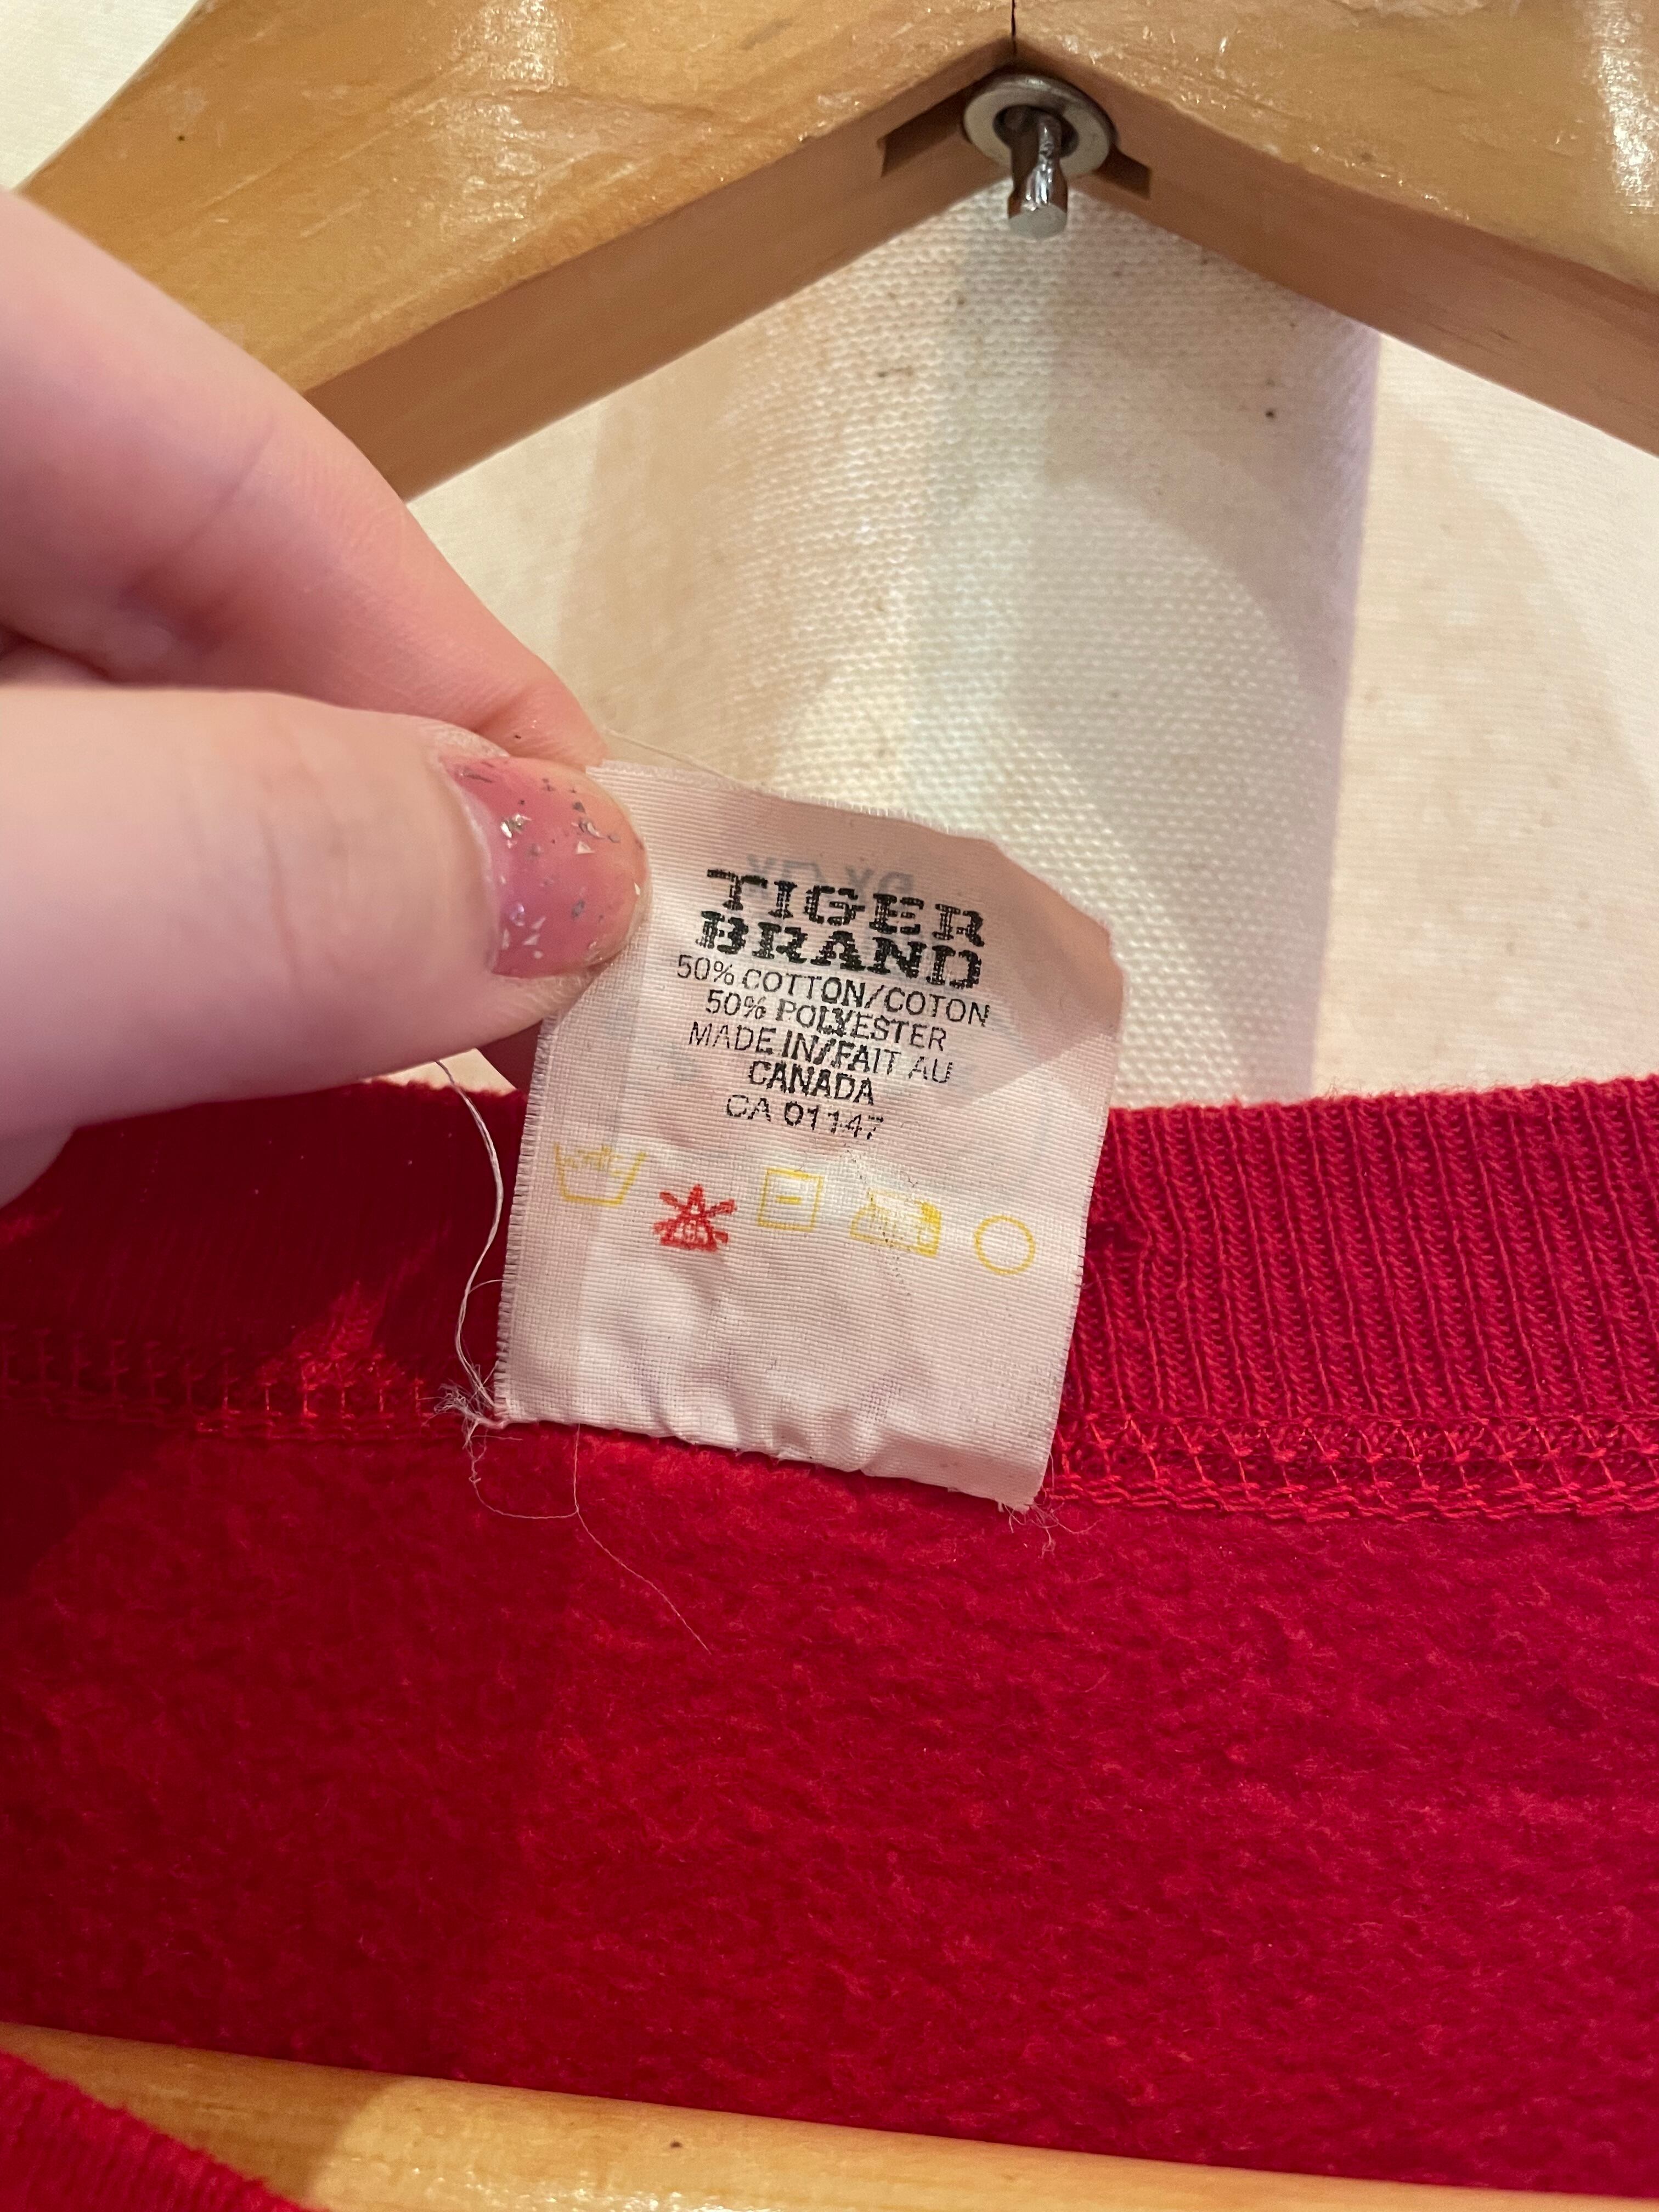 TIGER
BRAND
50% COTTON/COTON
50% POLYESTER
MADE IN/FAIT AU
CANADA
CA 01147